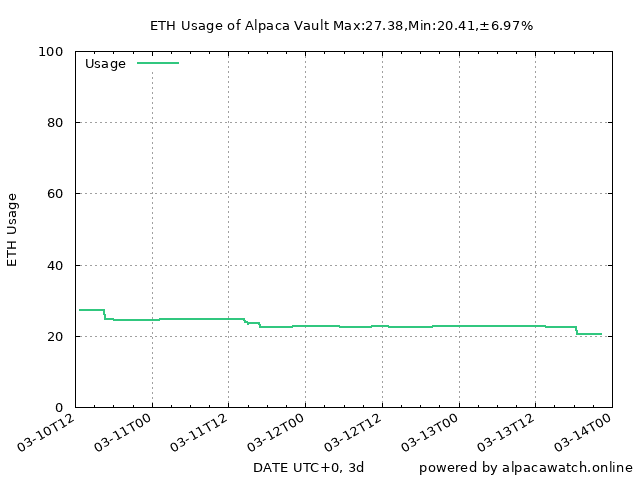 ETH Usage of Alpaca Vault Max:27.38,Min:20.41,±6.97%
100
Usage
80
60
40
20
0
ETH Usage
03-10T12
03-11T00
03-11T12
03-12T00
03-12T12
03-13T00
03-13T12
03-14T00
DATE UTC+0, 3d
powered by alpacawatch.online